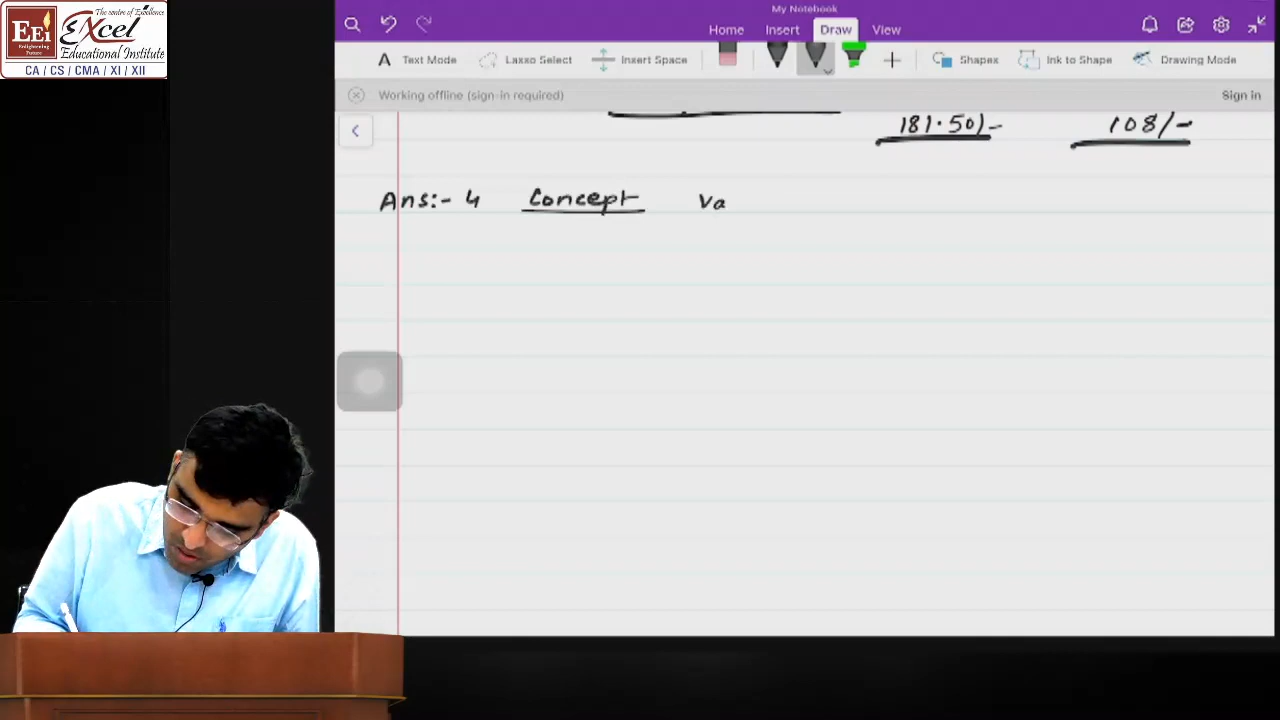 The centre of Excellence
EEi Excel
Enlightening Educational Institute
Future
CA / CS / CMA / XI / XII
My Notebook
Home Insert Draw View
A Text Mode Lasso Select Insert Space Shapes Ink to Shape Drawing Mode
Working offline (sign-in required) Sign in
181.50/- 108/-
Ans:- 4 Concept Va